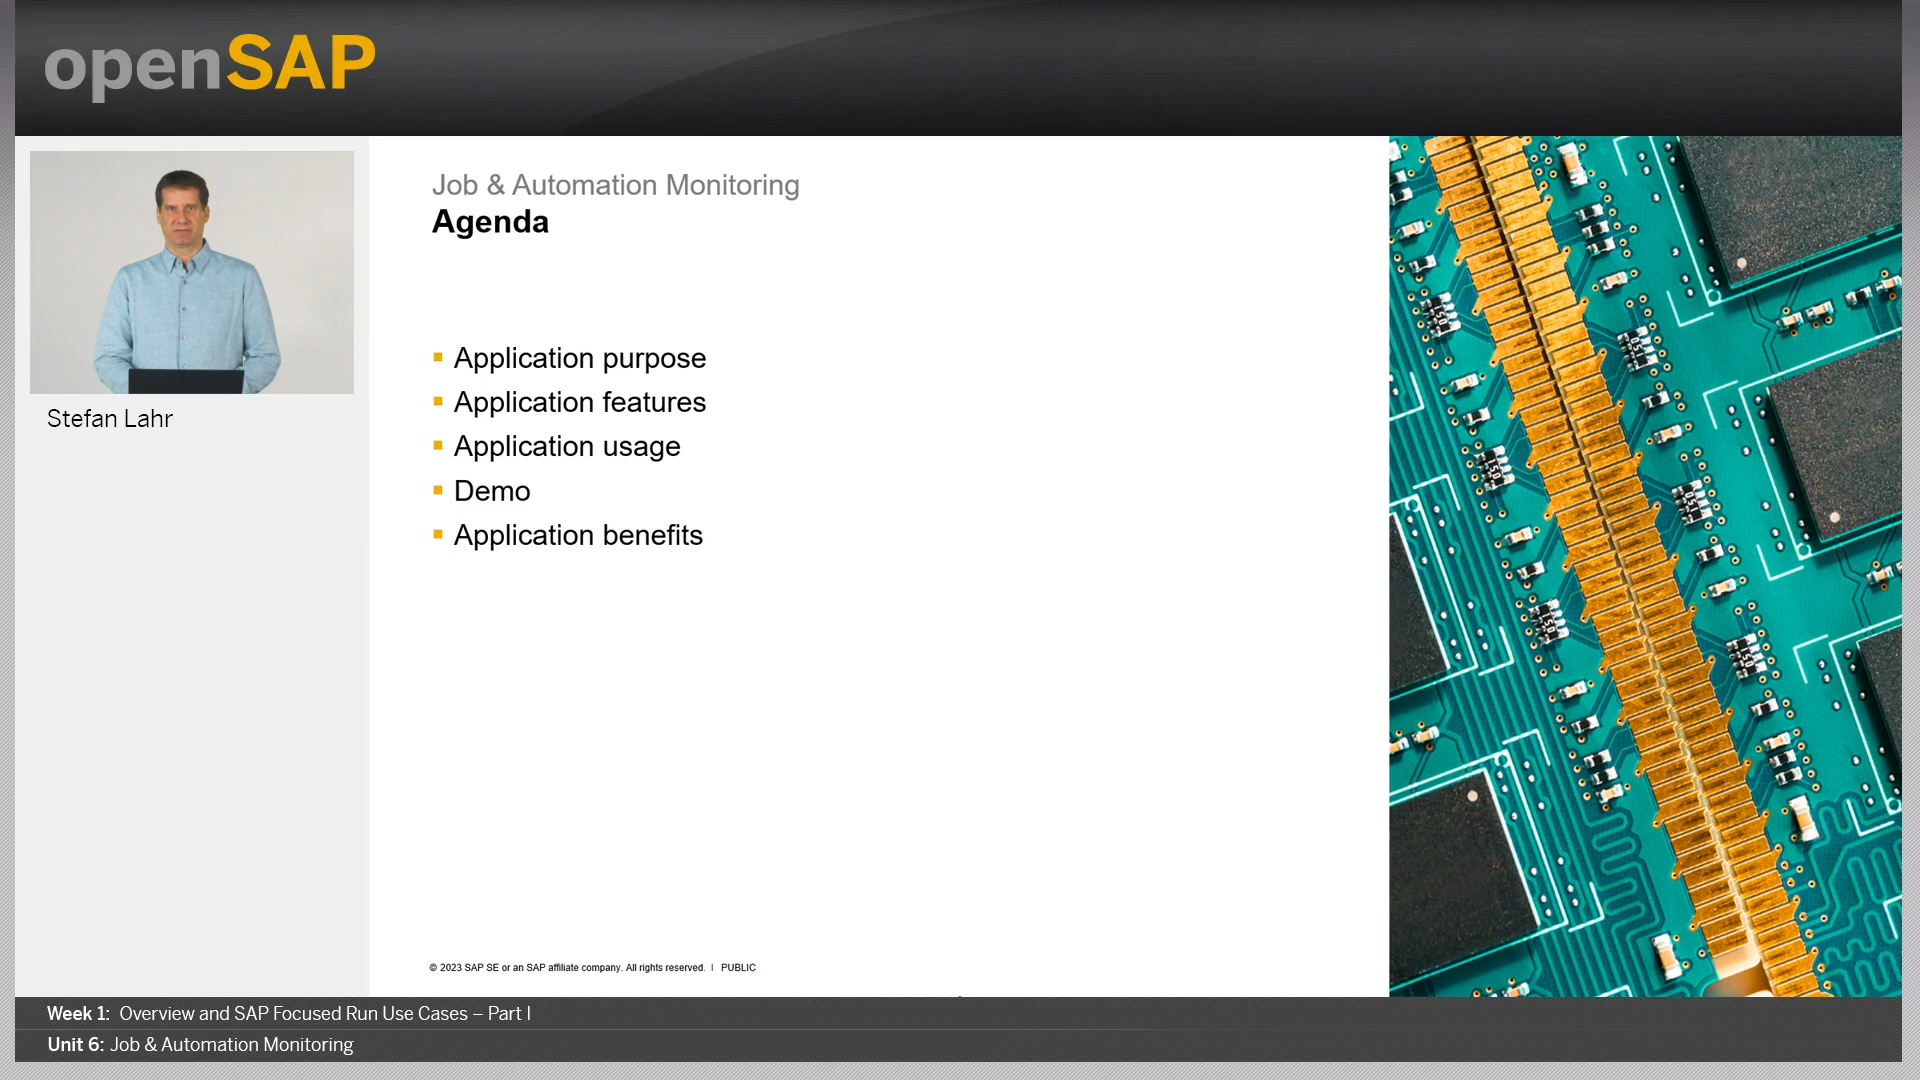 openSAP
Stefan Lahr
Job & Automation Monitoring
Agenda
Application purpose
Application features
Application usage
Demo
Application benefits
© 2023 SAP SE or an SAP affiliate company. All rights reserved. | PUBLIC
Week 1: Overview and SAP Focused Run Use Cases – Part I
Unit 6: Job & Automation Monitoring